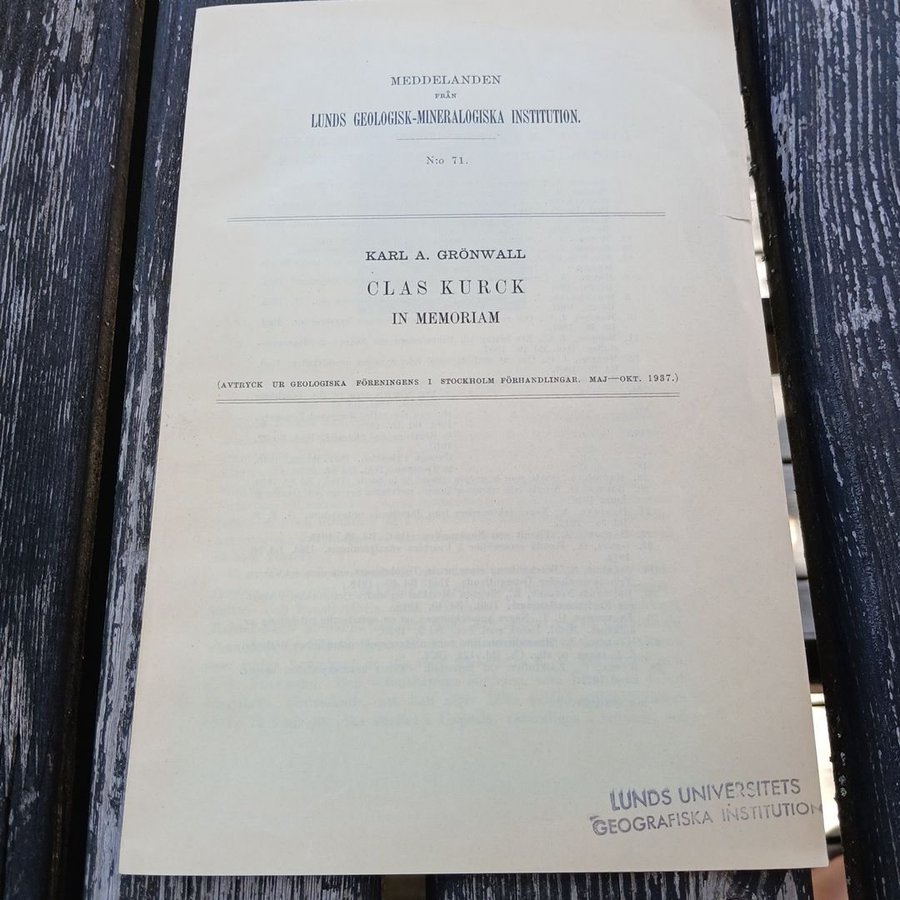 MEDDELANDEN
FRÅN
LUNDS GEOLOGISK-MINERALOGISKA INSTITUTION.
N:o 71.
KARL A. GRÖNWALL
CLAS KURCK
IN MEMORIAM
(AVTRYCK UR GEOLOGISKA FÖRENINGENS I STOCKHOLM FÖRHANDLINGAR. MAJ—OKT. 1937.)
LUNDS UNIVERSITETS
GEOGRAFISKA INSTITUTION